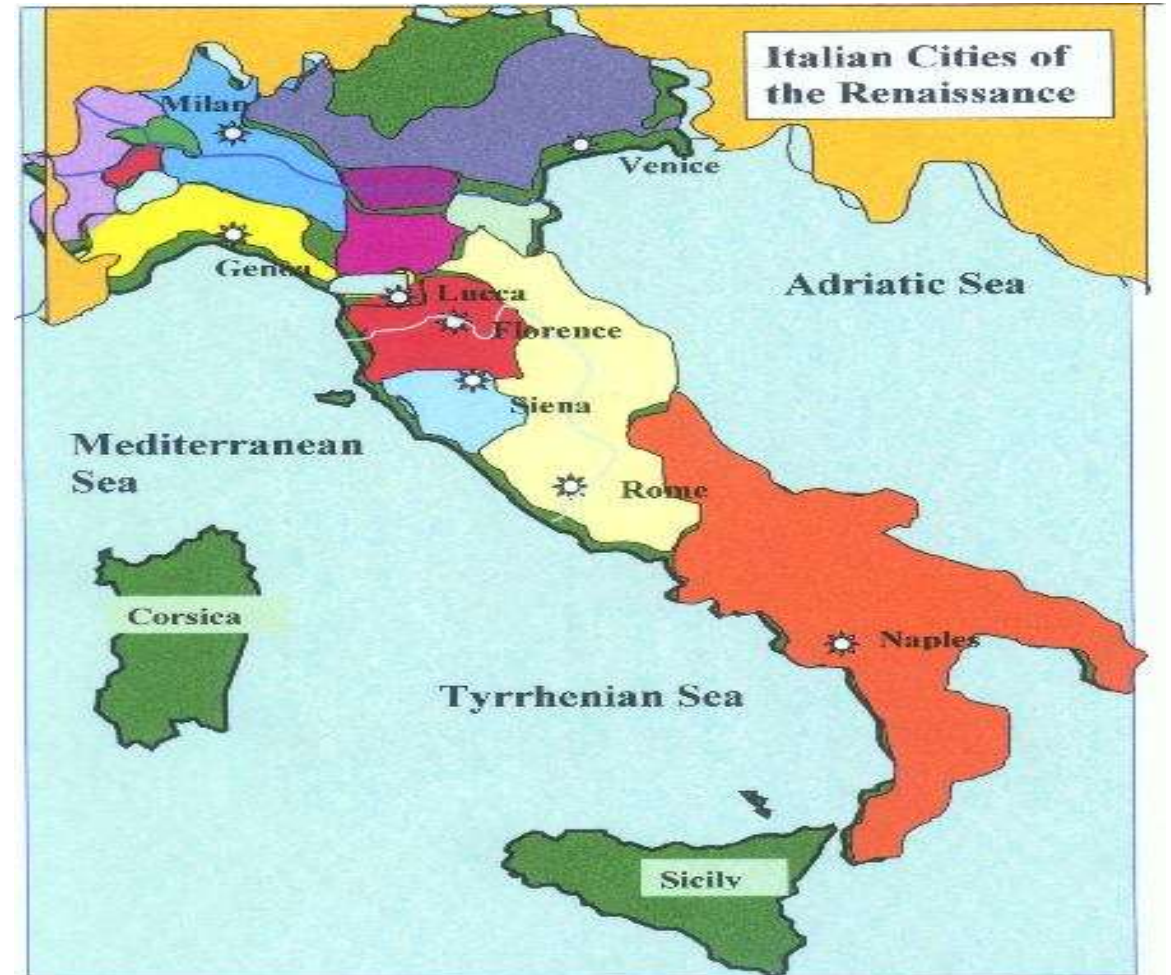 Italian Cities of
the Renaissance
Milan
Venice
Genoa
Adriatic Sea
Lucca
Florence
Siena
Mediterranean
Sea
Rome
Corsica
Naples
Tyrrhenian Sea
Sicily